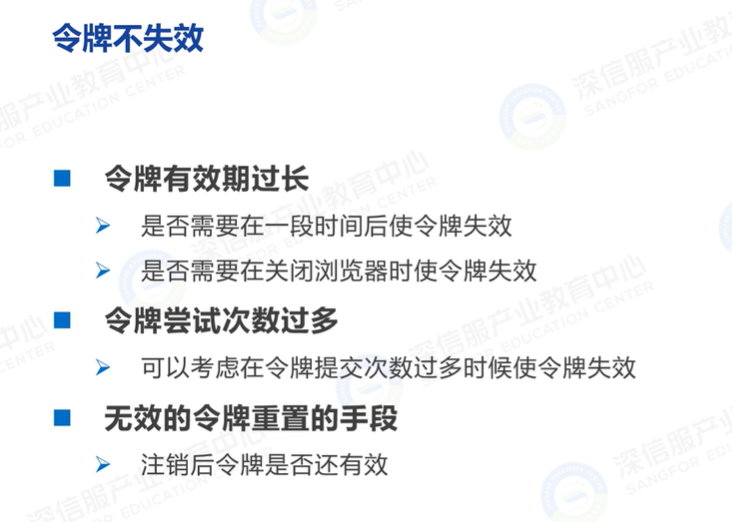 令牌不失效
■ 令牌有效期过长
➢ 是否需要在一段时间后使令牌失效
➢ 是否需要在关闭浏览器时使令牌失效
■ 令牌尝试次数过多
➢ 可以考虑在令牌提交次数过多时候使令牌失效
■ 无效的令牌重置的手段
➢ 注销后令牌是否还有效
深信服产业教育中心
SANGFOR EDUCATION CENTER